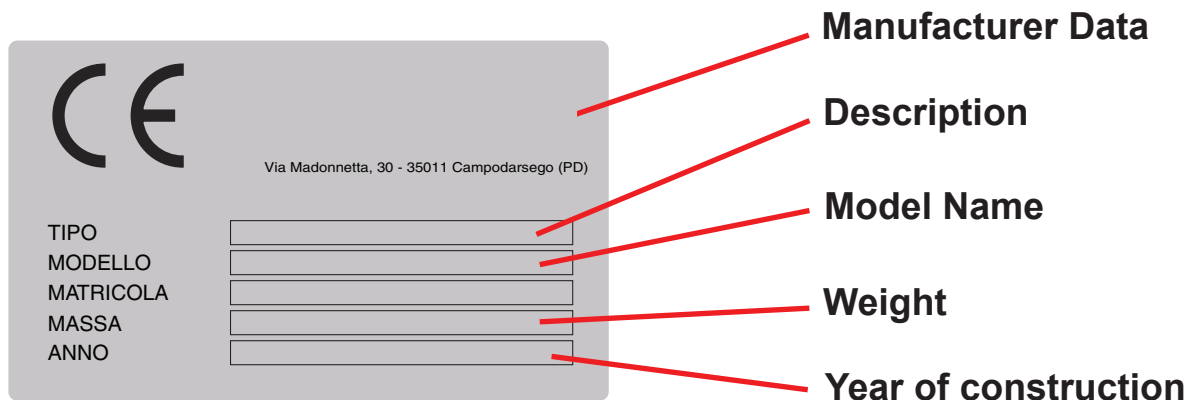 Manufacturer Data
CE
Description
Via Madonnetta, 30 - 35011 Campodarsego (PD)
Model Name
TIPO
MODELLO
MATRICOLA
Weight
MASSA
ANNO
Year of construction